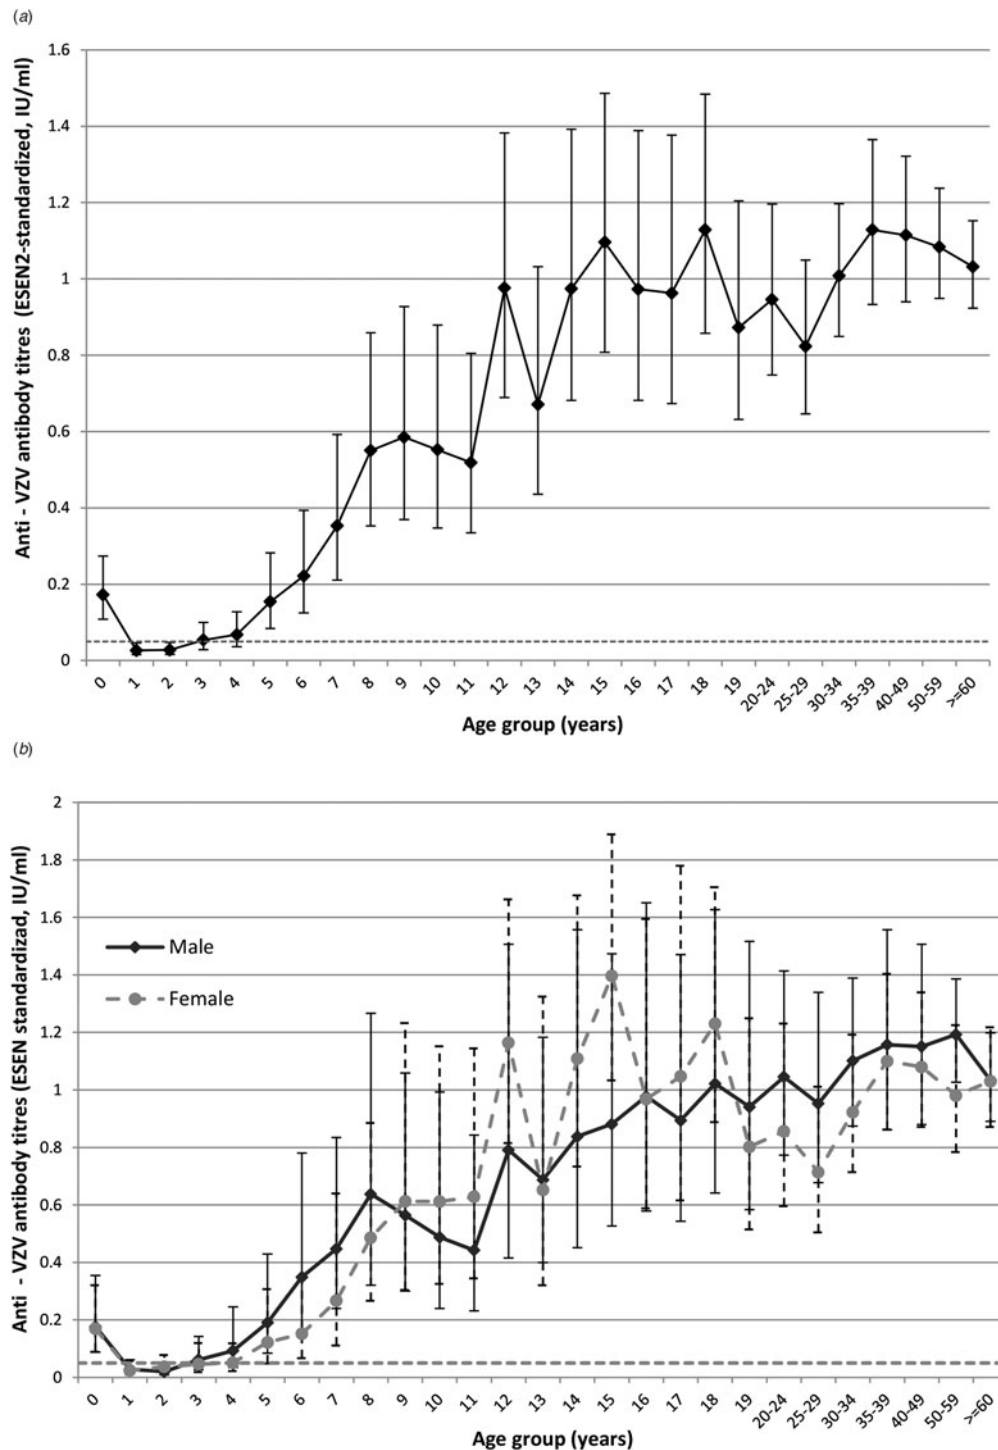 (a)
1.6
1.4
1.2
1
0.8
0.6
0.4
0.2
0
Anti - VZV antibody titres (ESEN2-standardized, IU/ml)
0 1 2 3 4 5 6 7 8 9 10 11 12 13 14 15 16 17 18 19 20-24 25-29 30-34 35-39 40-49 50-59 >=60
Age group (years)
(b)
2
1.8
1.6
1.4
1.2
1
0.8
0.6
0.4
0.2
0
Anti - VZV antibody titres (ESEN standardizad, IU/ml)
Male
Female
0 1 2 3 4 5 6 7 8 9 10 11 12 13 14 15 16 17 18 19 20-24 25-29 30-34 35-39 40-49 50-59 >=60
Age group (years)